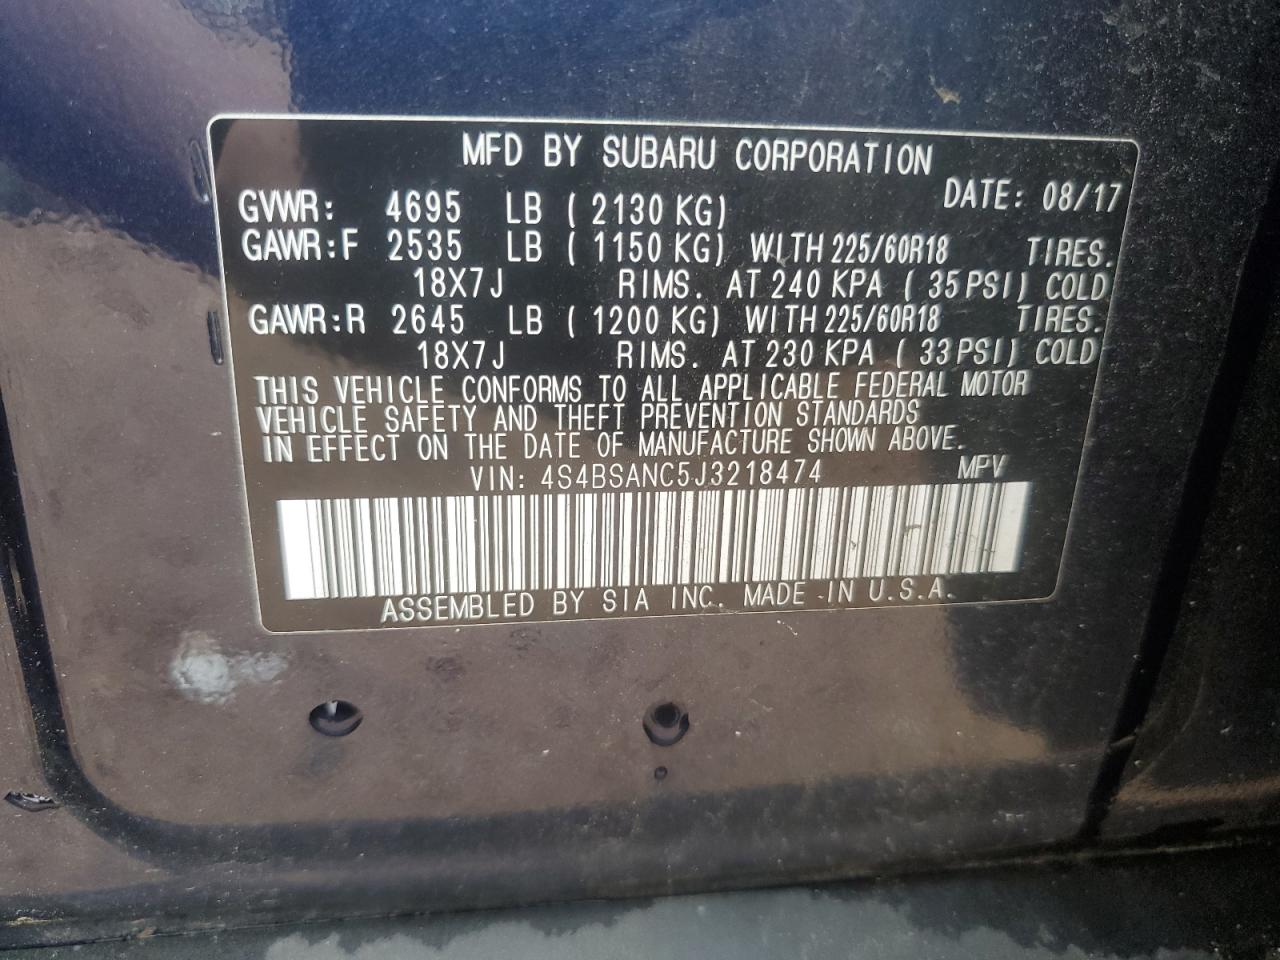 MFD BY SUBARU CORPORATION
DATE: 08/17
GVWR: 4695 LB ( 2130 KG)
GAWR:F 2535 LB ( 1150 KG) WITH 225/60R18 TIRES.
18X7J RIMS. AT 240 KPA ( 35 PSI) COLD
GAWR:R 2645 LB ( 1200 KG) WITH 225/60R18 TIRES.
18X7J RIMS. AT 230 KPA ( 33 PSI) COLD
THIS VEHICLE CONFORMS TO ALL APPLICABLE FEDERAL MOTOR
VEHICLE SAFETY AND THEFT PREVENTION STANDARDS
IN EFFECT ON THE DATE OF MANUFACTURE SHOWN ABOVE.
VIN: 4S4BSANC5J3218474 MPV
ASSEMBLED BY SIA INC. MADE IN U.S.A.